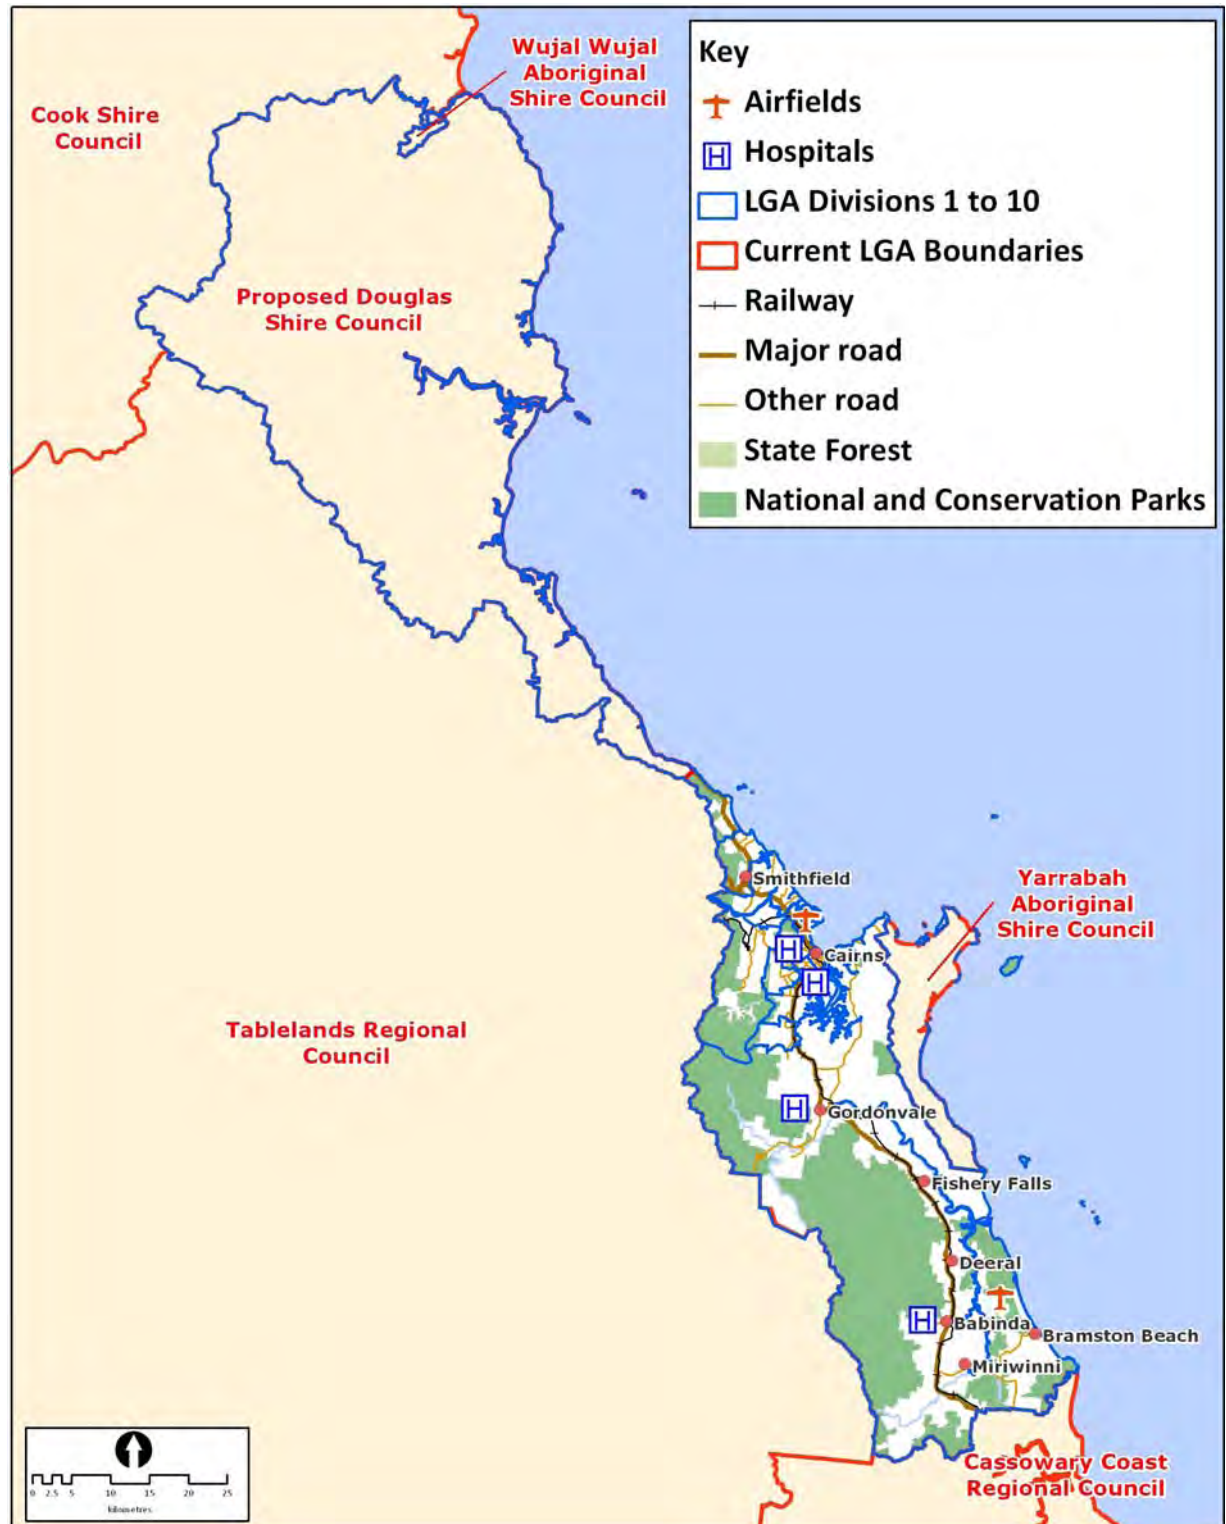 Wujal Wujal
Aboriginal
Shire Council
Cook Shire
Council
Key
Airfields
H Hospitals
LGA Divisions 1 to 10
Current LGA Boundaries
Railway
Major road
Other road
State Forest
National and Conservation Parks
Proposed Douglas
Shire Council
Smithfield
Yarrabah
Aboriginal
Shire Council
H
Cairns
H
Tablelands Regional
Council
H
Gordonvale
Fishery Falls
Deeral
H
Babinda
Bramston Beach
Miriwinni
Cassowary Coast
Regional Council
0 2.5 5 10 15 20 25
kilometres